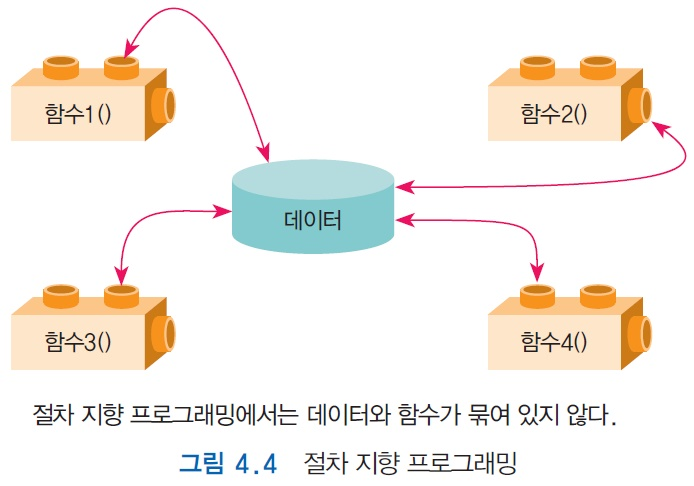 함수1()
함수2()
데이터
함수3()
함수4()
절차 지향 프로그래밍에서는 데이터와 함수가 묶여 있지 않다.
그림 4.4 절차 지향 프로그래밍